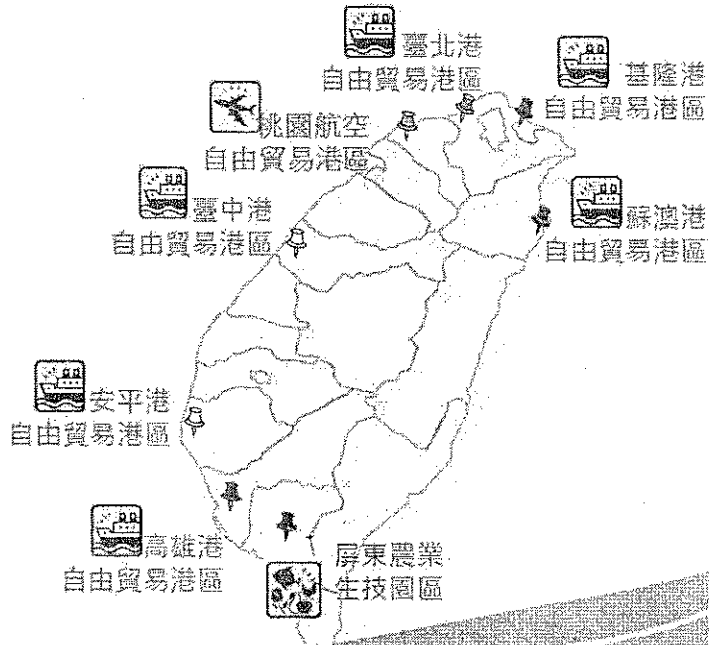 臺北港
自由貿易港區
基隆港
自由貿易港區
桃園航空
自由貿易港區
臺中港
自由貿易港區
蘇澳港
自由貿易港區
安平港
自由貿易港區
高雄港
自由貿易港區
屏東農業
生技園區